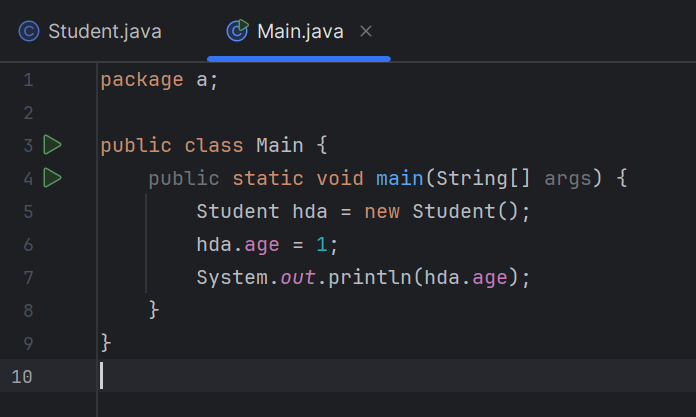 Student.java Main.java
1 package a;
2
3 public class Main {
4     public static void main(String[] args) {
5         Student hda = new Student();
6         hda.age = 1;
7         System.out.println(hda.age);
8     }
9 }
10